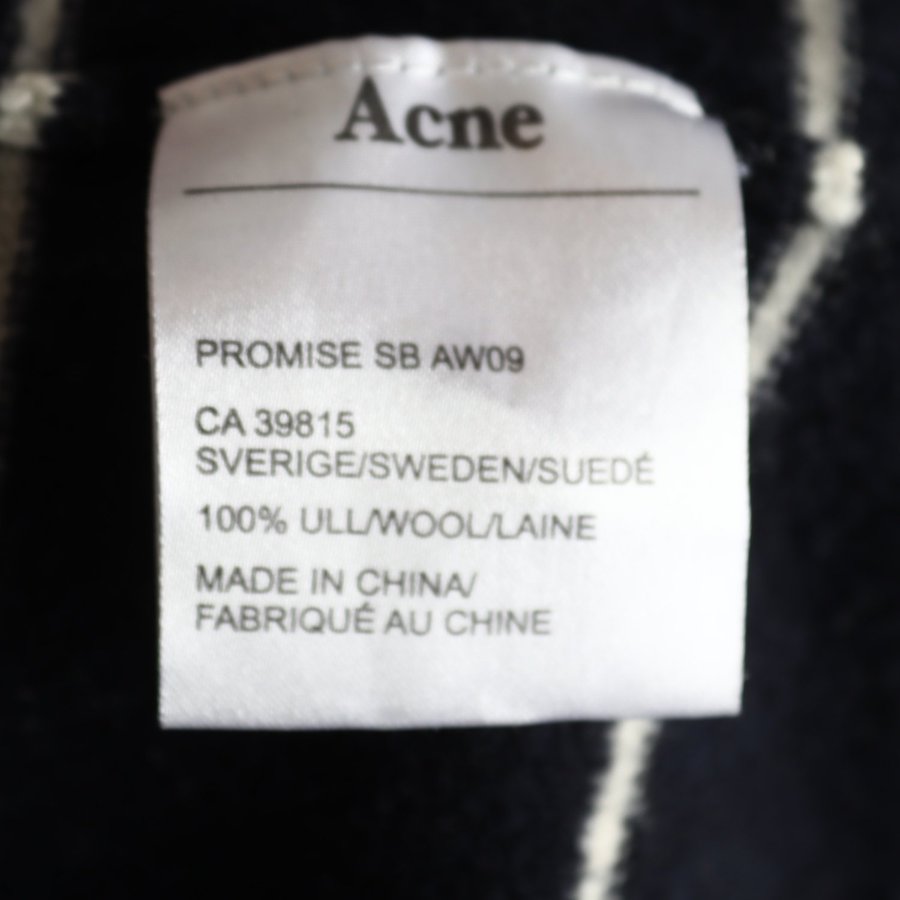 Acne
PROMISE SB AW09
CA 39815
SVERIGE/SWEDEN/SUEDÉ
100% ULL/WOOL/LAINE
MADE IN CHINA/
FABRIQUÉ AU CHINE